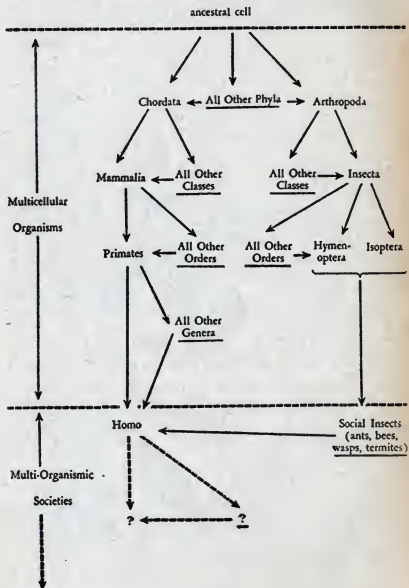 ancestral cell
Chordata All Other Phyla Arthropoda
Mammalia All Other Classes All Other Classes Insecta
Multicellular Organisms
Primates All Other Orders All Other Orders Hymen-optera Isoptera
All Other Genera
Homo Social Insects (ants, bees, wasps, termites)
Multi-Organismic Societies
? ?